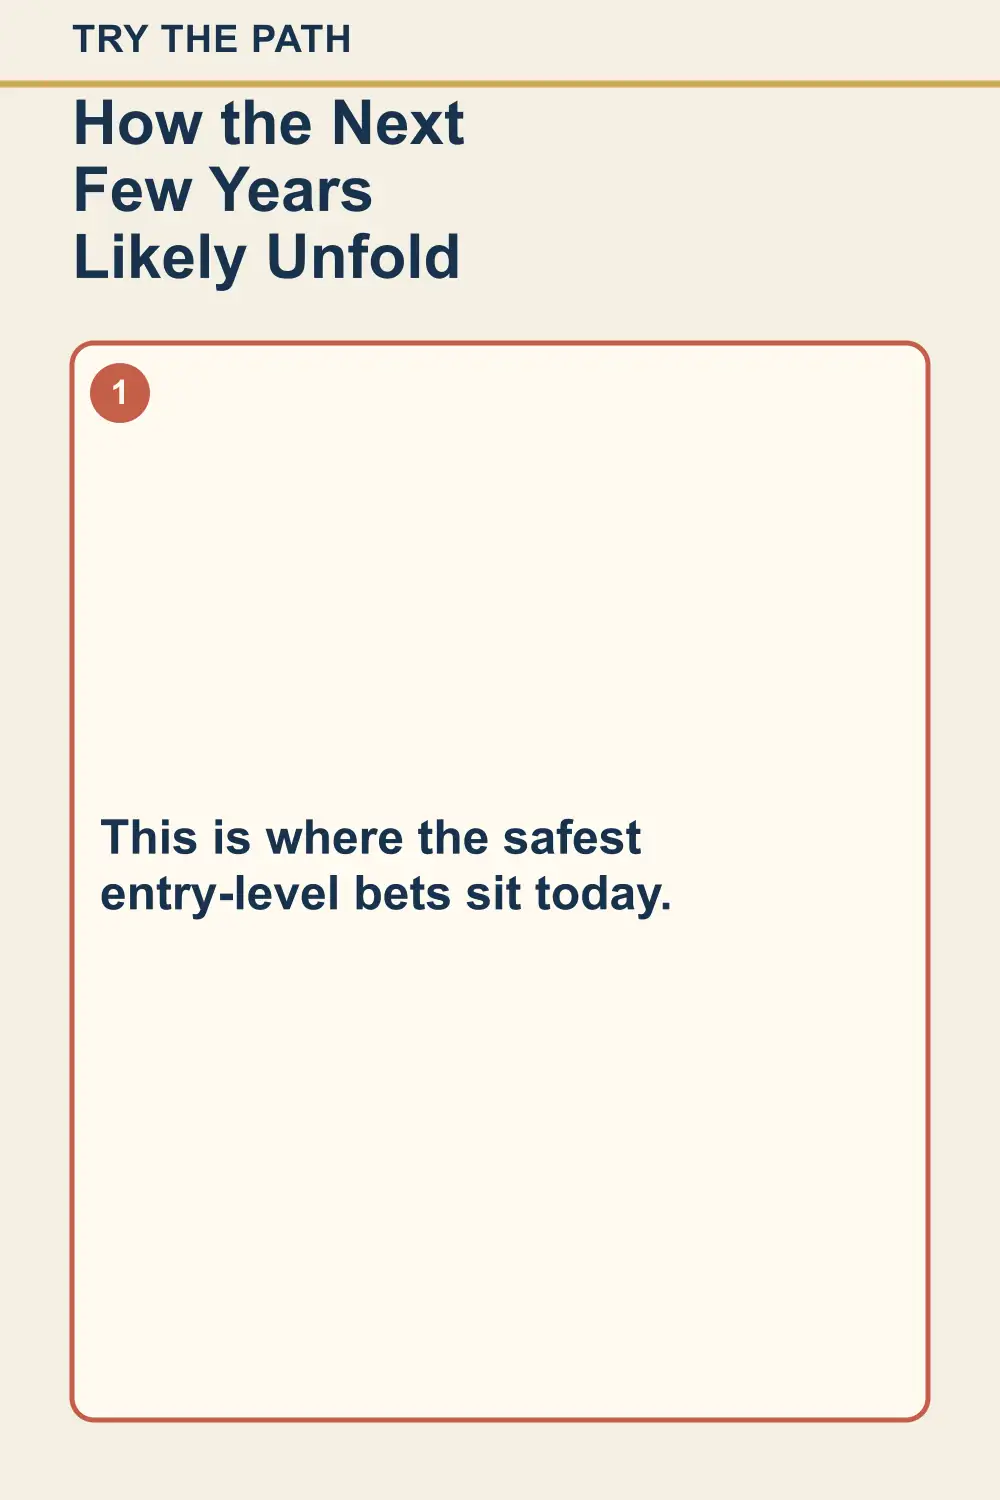 TRY THE PATH
How the Next
Few Years
Likely Unfold
1
This is where the safest
entry-level bets sit today.